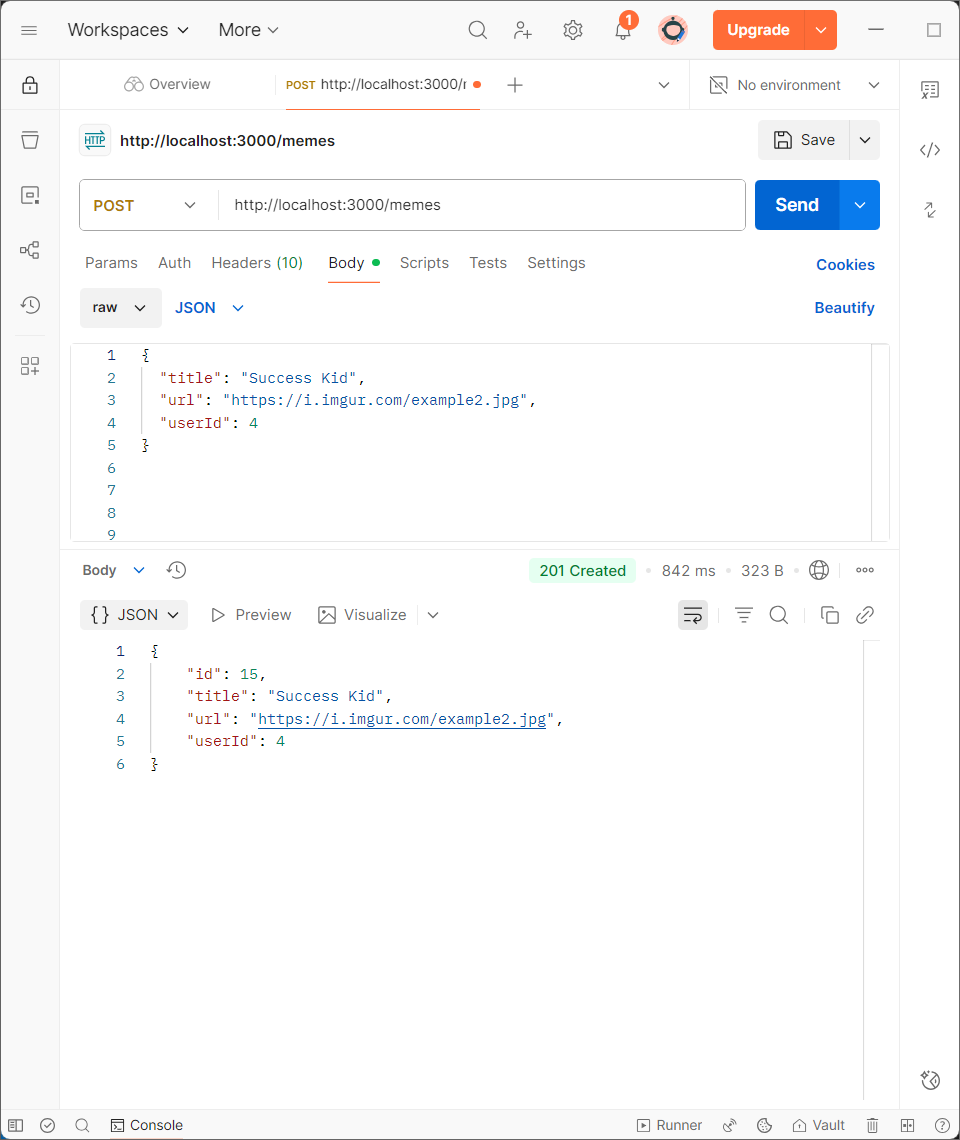 Workspaces More 1 Upgrade
Overview POST http://localhost:3000/r No environment
HTTP http://localhost:3000/memes Save
POST http://localhost:3000/memes Send
Params Auth Headers (10) Body Scripts Tests Settings Cookies
raw JSON Beautify
1 {
2 "title": "Success Kid",
3 "url": "https://i.imgur.com/example2.jpg",
4 "userId": 4
5 }
6
7
8
9
Body 201 Created 842 ms 323 B
{} JSON Preview Visualize
1 {
2 "id": 15,
3 "title": "Success Kid",
4 "url": "https://i.imgur.com/example2.jpg",
5 "userId": 4
6 }
Console Runner Vault